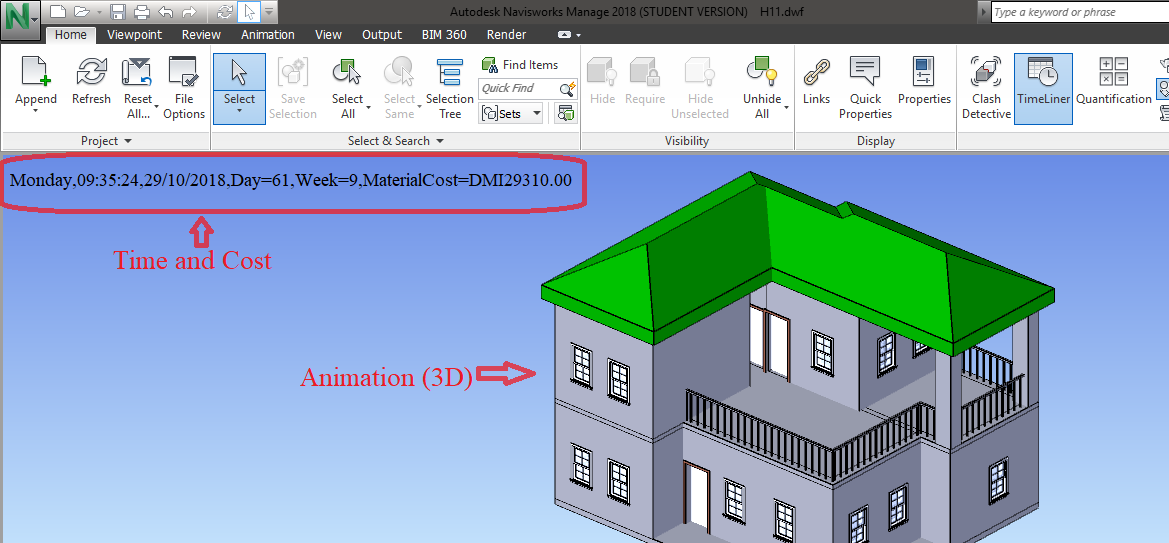 Autodesk Navisworks Manage 2018 (STUDENT VERSION) H11.dwf
Type a keyword or phrase
Home Viewpoint Review Animation View Output BIM 360 Render
Append
Refresh
Reset
All...
File
Options
Project
Select
Save
Selection
Select
All
Select
Same
Selection
Tree
Find Items
Quick Find
Sets
Select & Search
Hide
Require
Hide
Unselected
Unhide
All
Visibility
Links
Quick
Properties
Properties
Display
Clash
Detective
TimeLiner
Quantification
Monday,09:35:24,29/10/2018,Day=61,Week=9,MaterialCost=DMI29310.00
Time and Cost
Animation (3D)